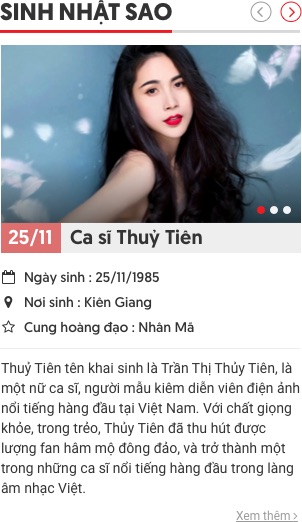 SINH NHẬT SAO
25/11 Ca sĩ Thuỷ Tiên
Ngày sinh : 25/11/1985
Nơi sinh : Kiên Giang
Cung hoàng đạo : Nhân Mã
Thuỷ Tiên tên khai sinh là Trần Thị Thủy Tiên, là
một nữ ca sĩ, người mẫu kiêm diễn viên điện ảnh
nổi tiếng hàng đầu tại Việt Nam. Với chất giọng
khỏe, trong trẻo, Thủy Tiên đã thu hút được
lượng fan hâm mộ đông đảo, và trở thành một
trong những ca sĩ nổi tiếng hàng đầu trong làng
âm nhạc Việt.
Xem thêm >